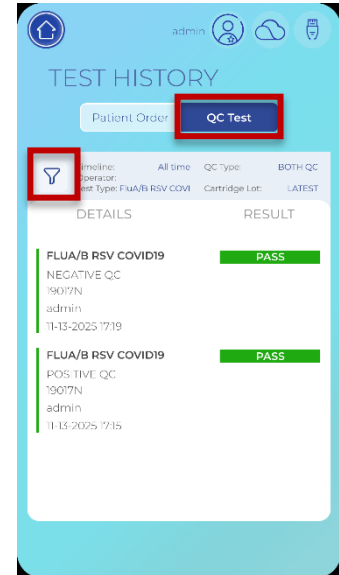 admin
TEST HISTORY
Patient Order QC Test
Timeline: All time QC Type: BOTH QC
Operator:
Test Type: FluA/B RSV COVI Cartridge Lot: LATEST
DETAILS RESULT
FLUA/B RSV COVID19 PASS
NEGATIVE QC
19017N
admin
11-13-2025 17:19
FLUA/B RSV COVID19 PASS
POSITIVE QC
19017N
admin
11-13-2025 17:15